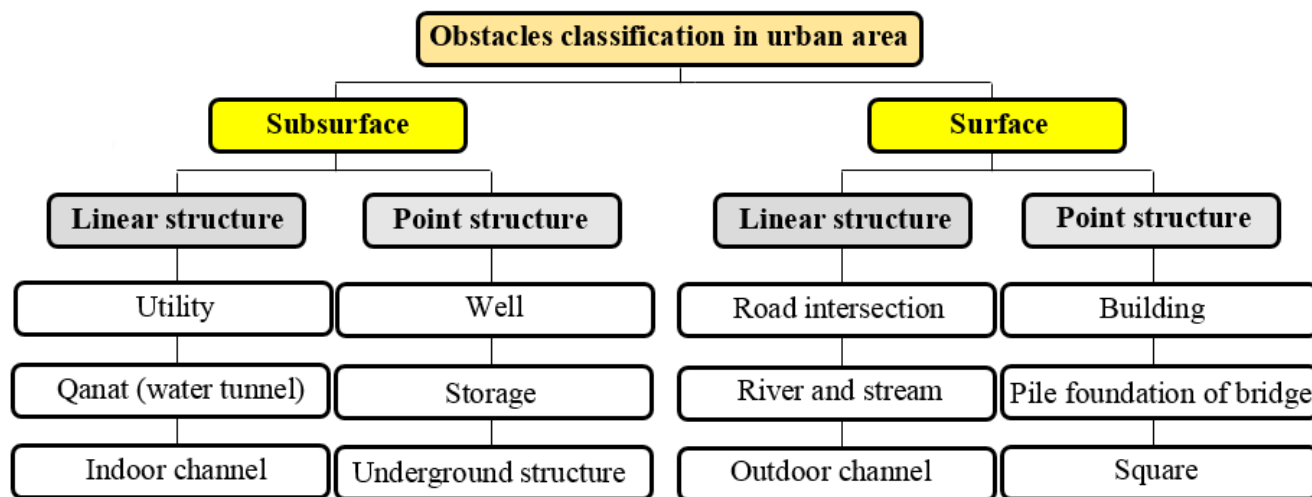 Obstacles classification in urban area
Subsurface
Surface
Linear structure
Point structure
Linear structure
Point structure
Utility
Well
Road intersection
Building
Qanat (water tunnel)
Storage
River and stream
Pile foundation of bridge
Indoor channel
Underground structure
Outdoor channel
Square